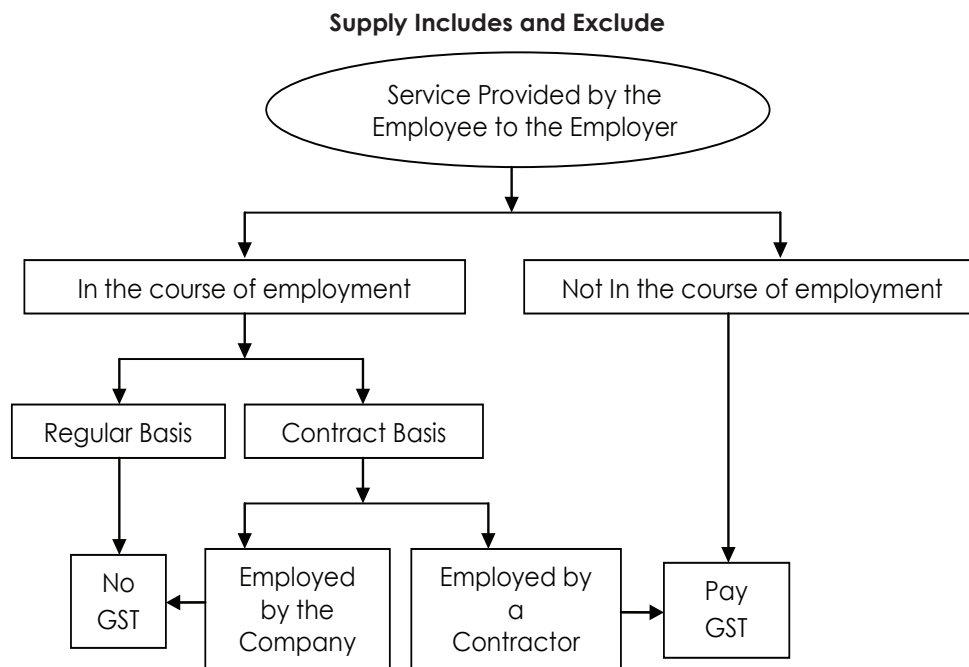 Supply Includes and Exclude
Service Provided by the
Employee to the Employer
In the course of employment
Not In the course of employment
Regular Basis
Contract Basis
No
GST
Employed
by the
Company
Employed by
a
Contractor
Pay
GST